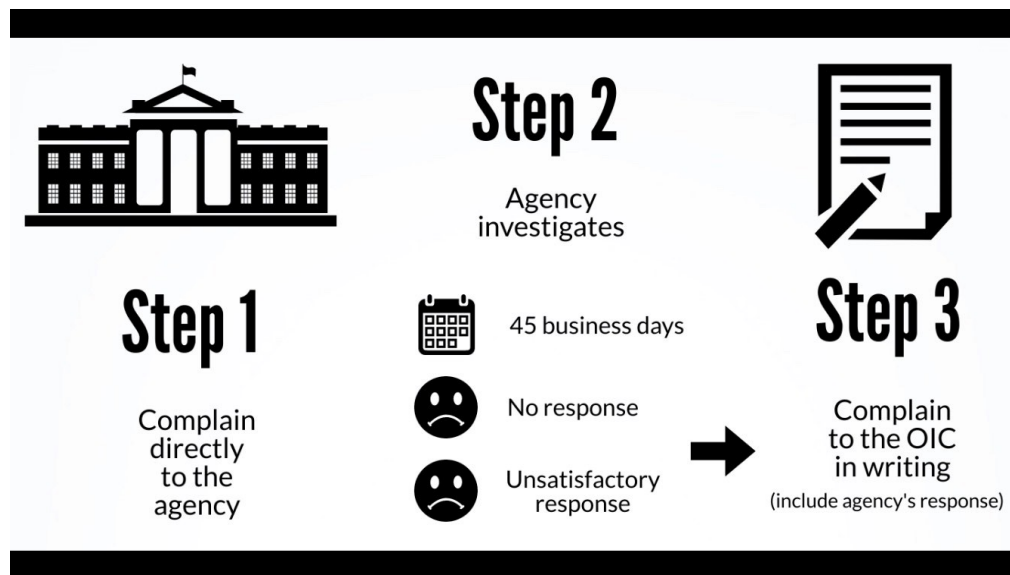 Step 1
Complain
directly
to the
agency
Step 2
Agency
investigates
45 business days
No response
Unsatisfactory
response
Step 3
Complain
to the OIC
in writing
(include agency's response)